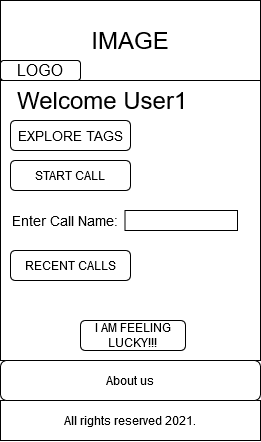 IMAGE
LOGO
Welcome User1
EXPLORE TAGS
START CALL
Enter Call Name:
RECENT CALLS
I AM FEELING
LUCKY!!!
About us
All rights reserved 2021.